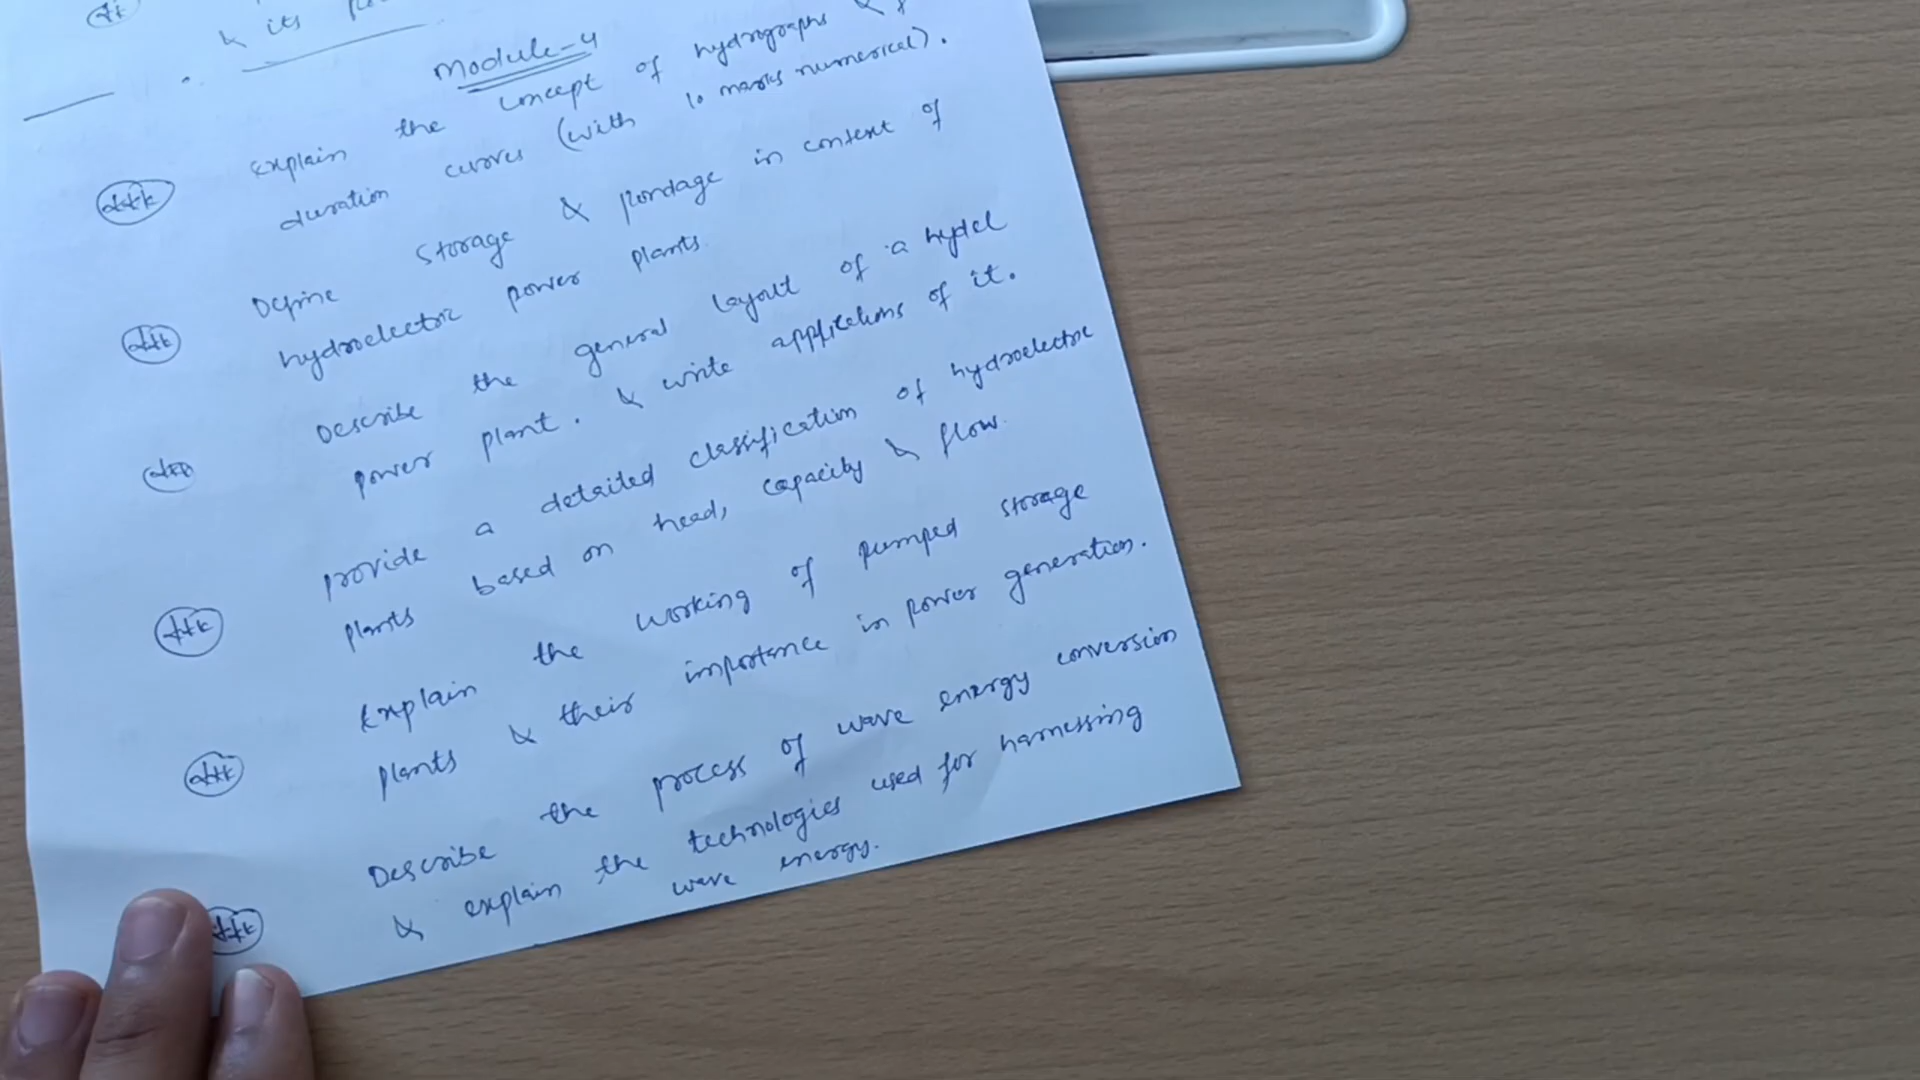 & its
Module-4
*** Explain the concept of hydrographs &
duration curves (with 10 marks numerical).
*** Define storage & pondage in context of
hydroelectric power plants.
*** Describe the general layout of a hydel
power plant. & write applications of it.
*** Provide a detailed classification of hydroelectric
plants based on head, capacity & flow.
*** Explain the working of pumped storage
plants & their importance in power generation.
*** Describe the process of wave energy conversion
& explain the technologies used for harnessing
wave energy.